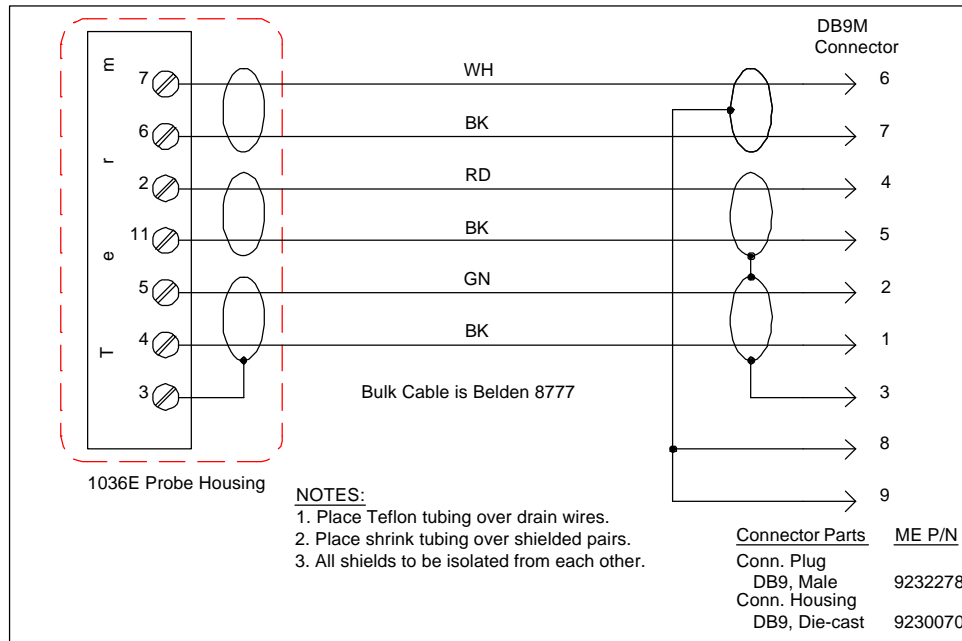 DB9M
Connector
T e r m
7 WH 6
6 BK 7
2 RD 4
11 BK 5
5 GN 2
4 BK 1
3 Bulk Cable is Belden 8777 3
8
1036E Probe Housing
9
NOTES:
1. Place Teflon tubing over drain wires.
2. Place shrink tubing over shielded pairs.
3. All shields to be isolated from each other.
Connector Parts ME P/N
Conn. Plug
DB9, Male 9232278
Conn. Housing
DB9, Die-cast 9230070